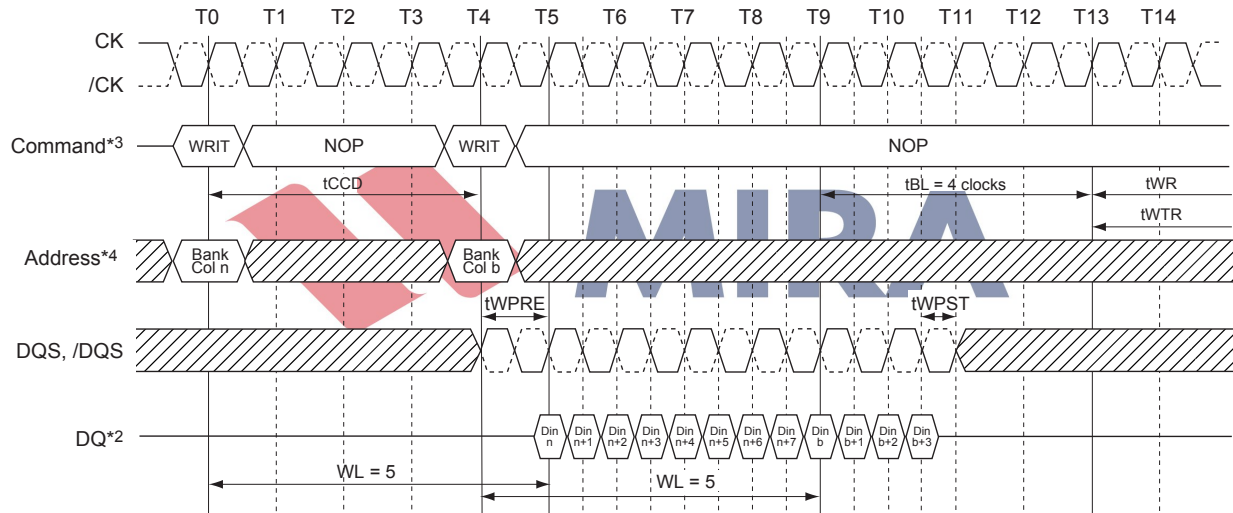 T0 T1 T2 T3 T4 T5 T6 T7 T8 T9 T10 T11 T12 T13 T14
CK
/CK
Command*3 WRIT NOP WRIT NOP
tCCD tBL = 4 clocks tWR
tWTR
Address*4 Bank Col n Bank Col b
MIRA
tWPRE tWPST
DQS, /DQS
DQ*2 Din n Din n+1 Din n+2 Din n+3 Din n+4 Din n+5 Din n+6 Din n+7 Din b Din b+1 Din b+2 Din b+3
WL = 5
WL = 5